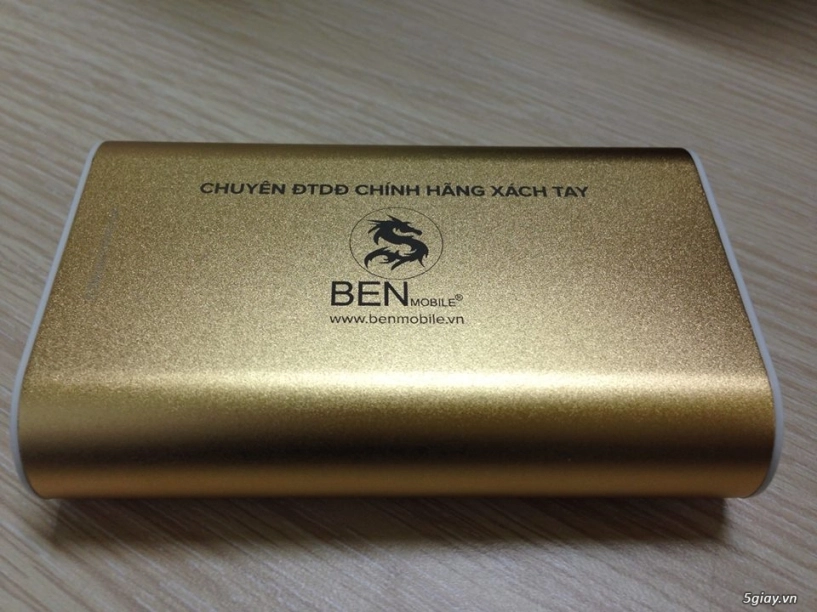 CHUYÊN ĐTDĐ CHÍNH HÃNG XÁCH TAY
BEN MOBILE®
www.benmobile.vn
5giay.vn